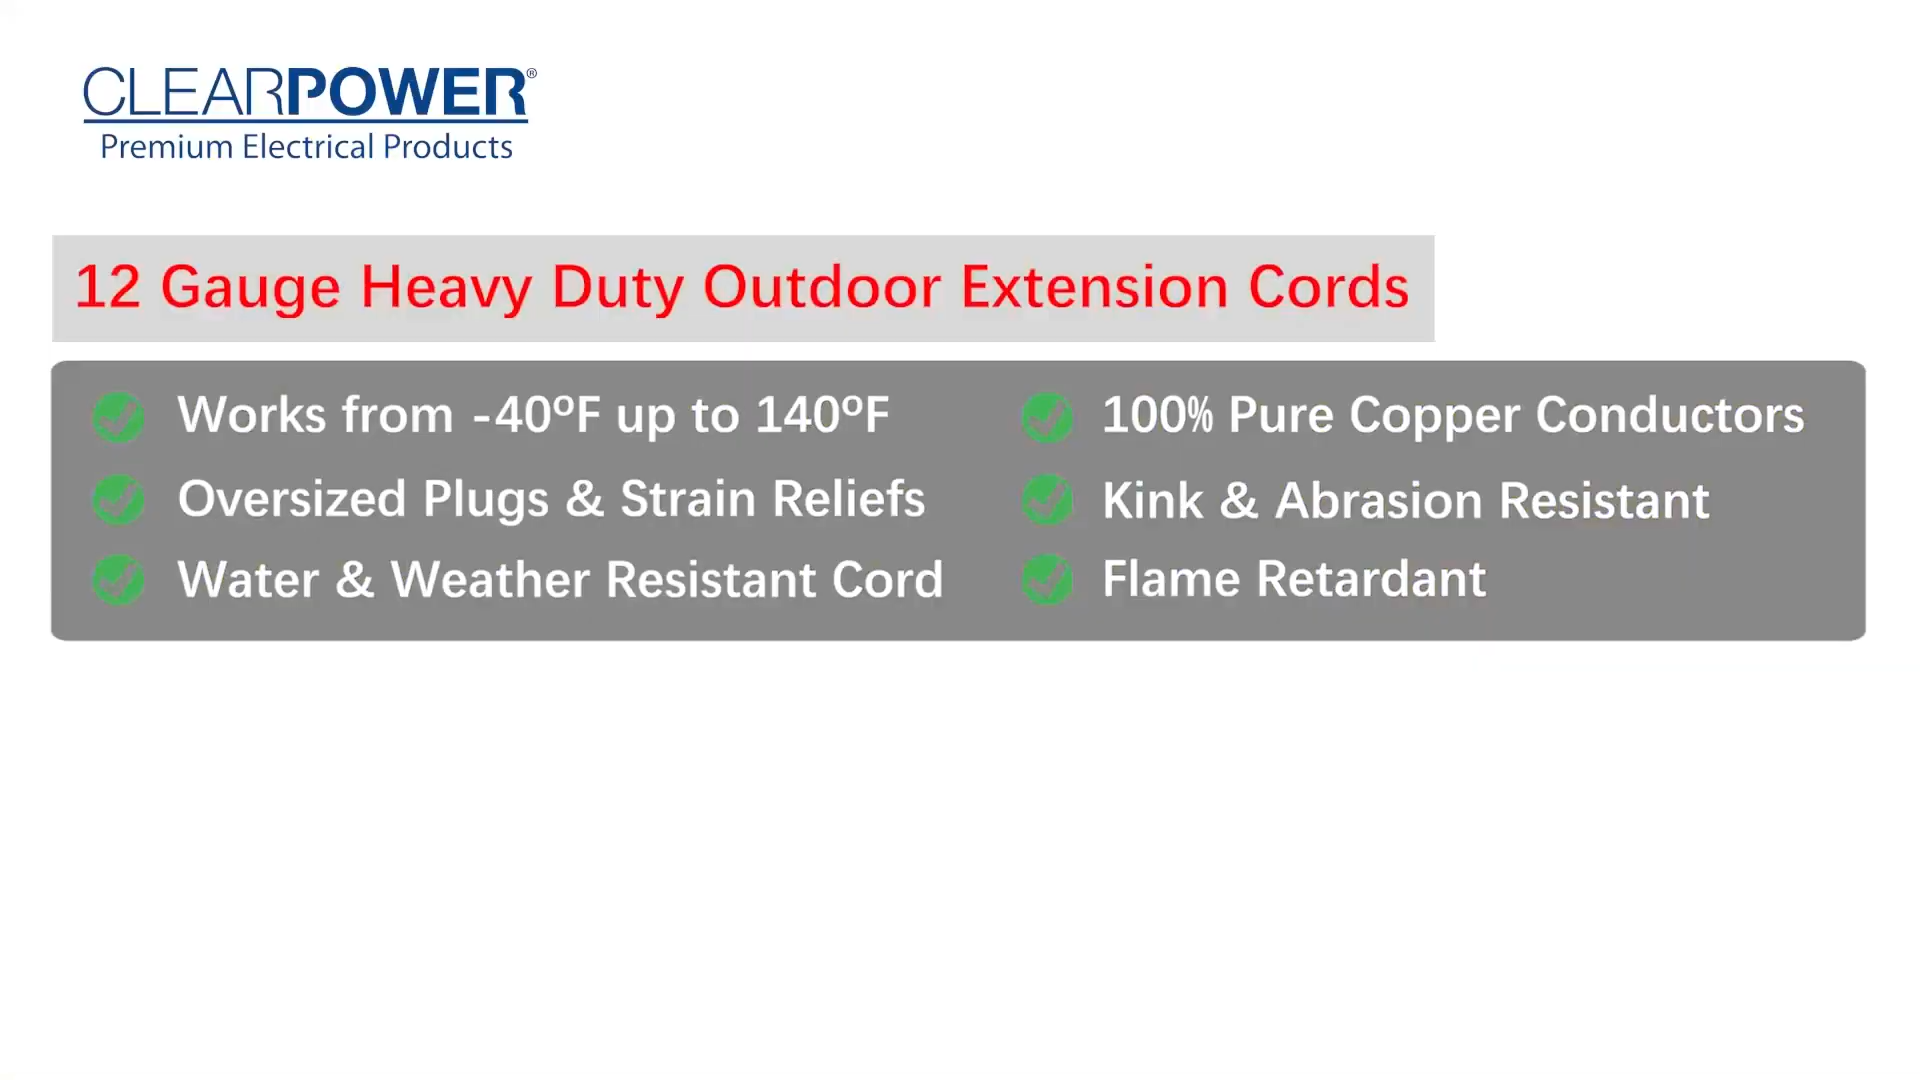 CLEARPOWER®
Premium Electrical Products
12 Gauge Heavy Duty Outdoor Extension Cords
Works from -40ºF up to 140ºF
Oversized Plugs & Strain Reliefs
Water & Weather Resistant Cord
100% Pure Copper Conductors
Kink & Abrasion Resistant
Flame Retardant